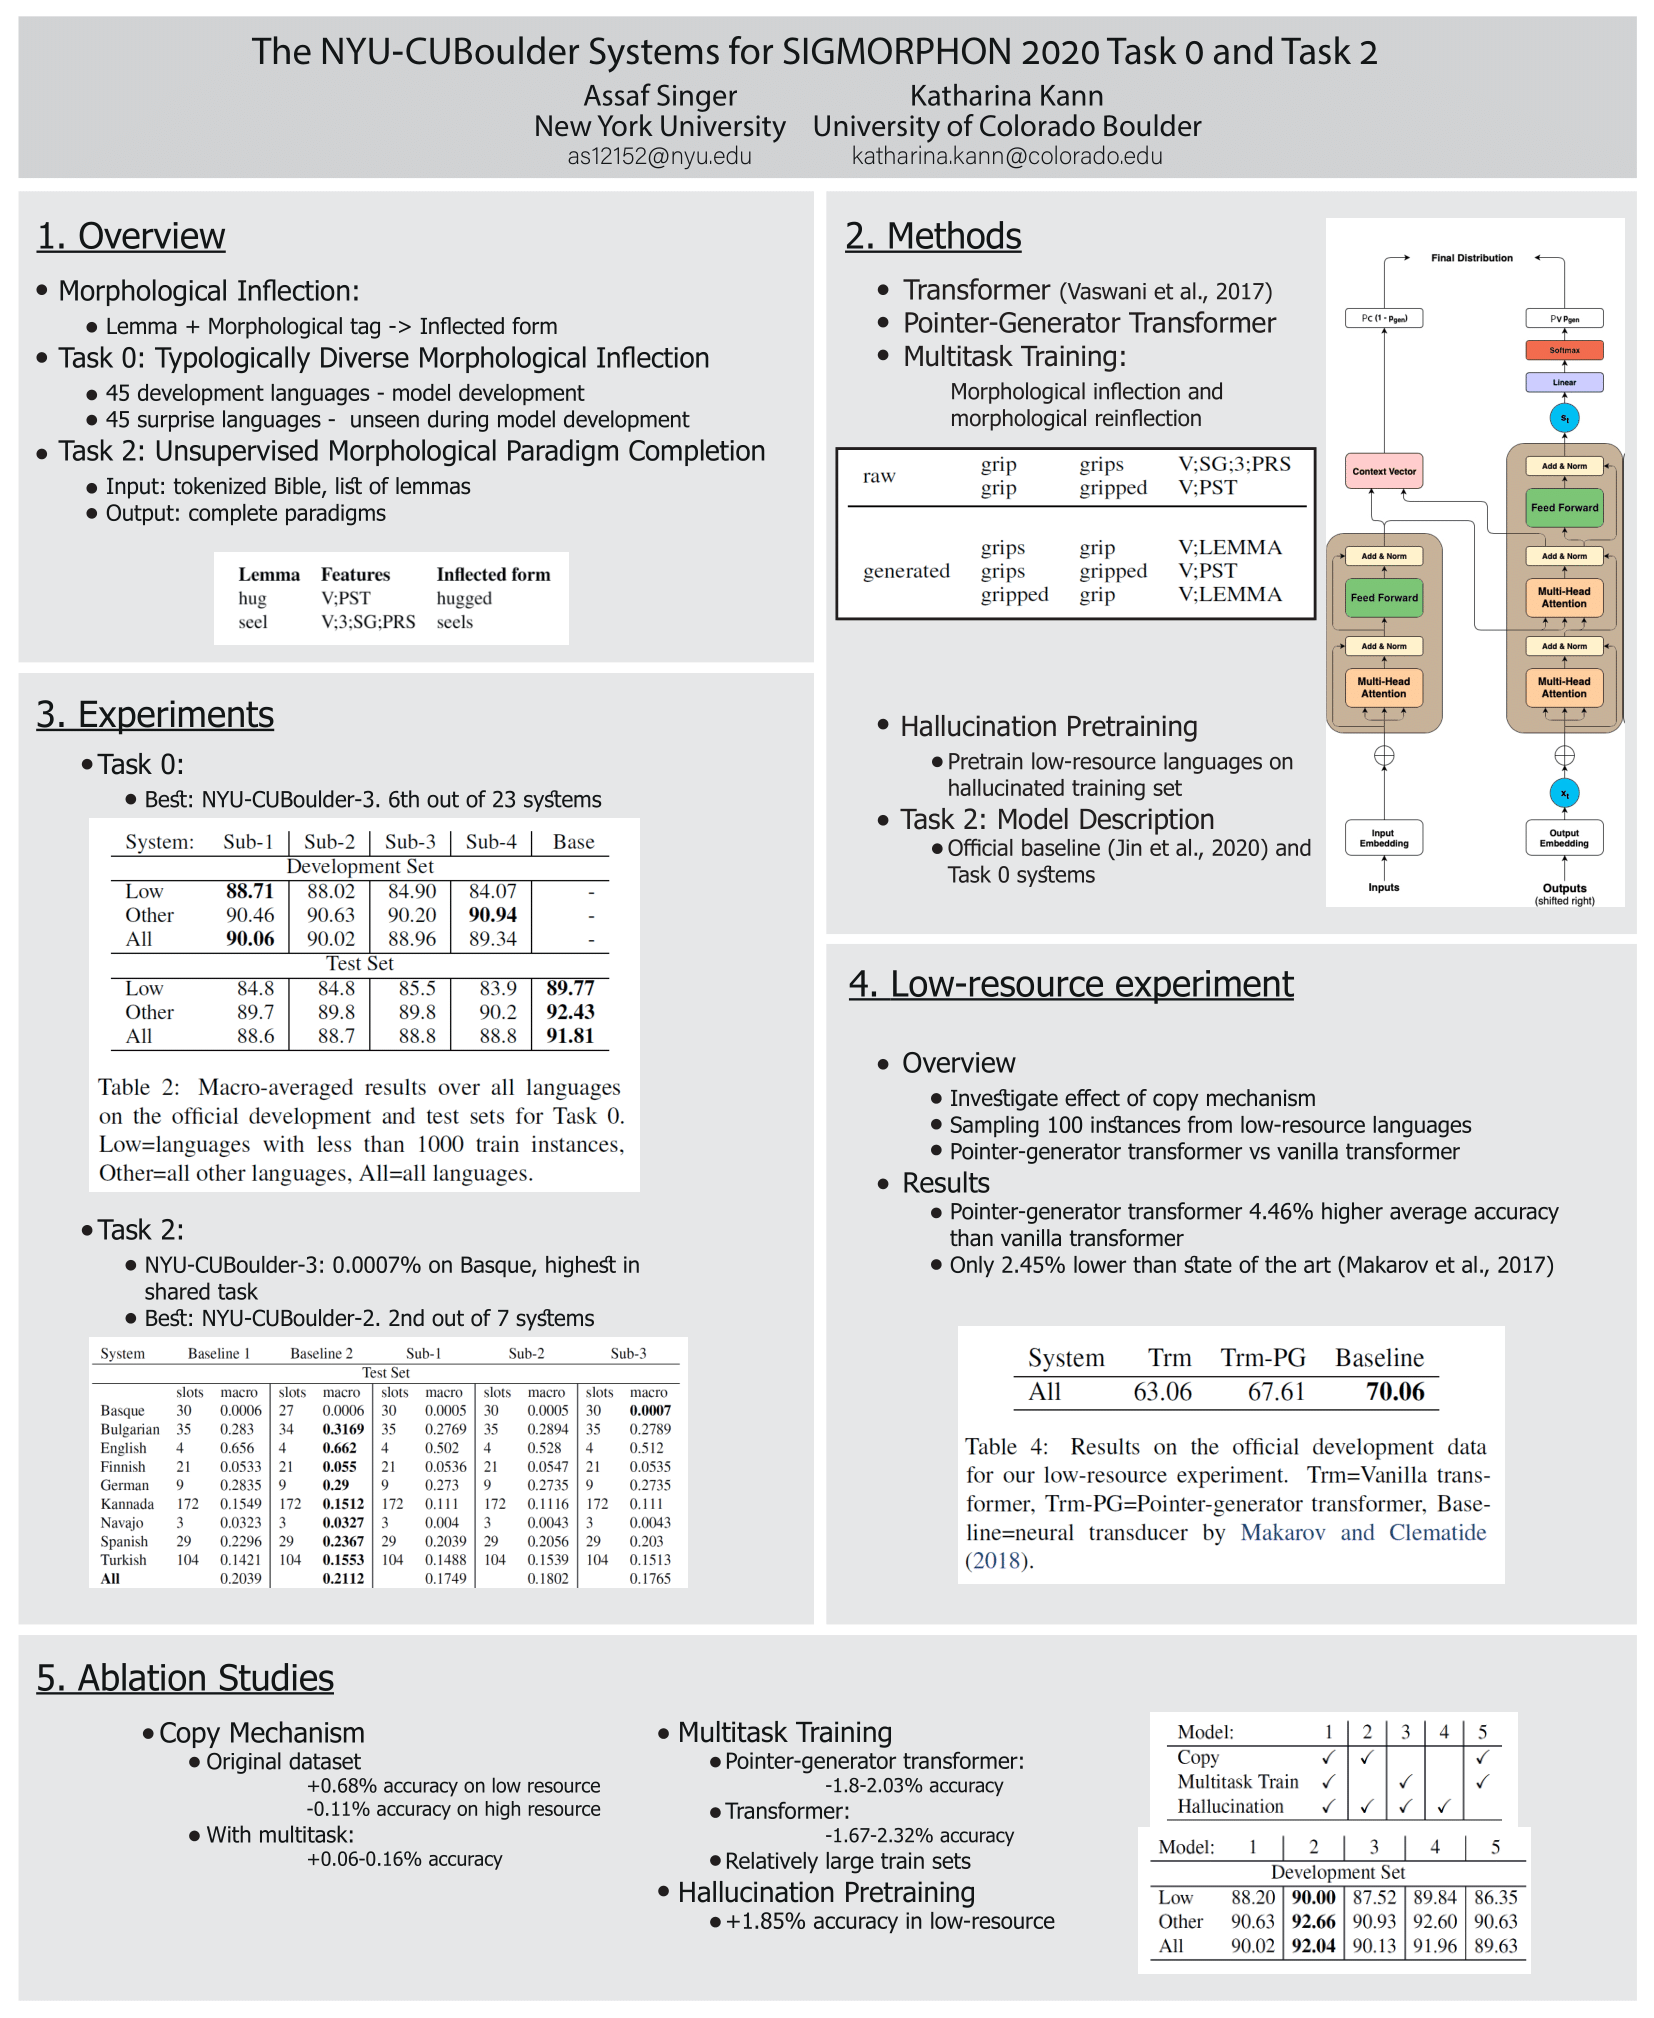 The NYU-CUBoulder Systems for SIGMORPHON 2020 Task 0 and Task 2
Assaf Singer Katharina Kann
New York University University of Colorado Boulder
as12152@nyu.edu katharina.kann@colorado.edu
1. Overview
• Morphological Inflection:
• Lemma + Morphological tag -> Inflected form
• Task 0: Typologically Diverse Morphological Inflection
• 45 development languages - model development
• 45 surprise languages - unseen during model development
• Task 2: Unsupervised Morphological Paradigm Completion
• Input: tokenized Bible, list of lemmas
• Output: complete paradigms
Lemma Features Inflected form
hug V;PST hugged
seel V;3;SG;PRS seels
2. Methods
• Transformer (Vaswani et al., 2017)
• Pointer-Generator Transformer
• Multitask Training:
Morphological inflection and
morphological reinflection
raw
grip grips V;SG;3;PRS
grip gripped V;PST
generated
grips grip V;LEMMA
grips gripped V;PST
gripped grip V;LEMMA
• Hallucination Pretraining
• Pretrain low-resource languages on
hallucinated training set
• Task 2: Model Description
• Official baseline (Jin et al., 2020) and
Task 0 systems
Final Distribution
Pc (1 - pgen)
Pv pgen
Softmax
Linear
st
Context Vector
Add & Norm
Feed Forward
Add & Norm
Multi-Head
Attention
Add & Norm
Multi-Head
Attention
Add & Norm
Feed Forward
Add & Norm
Multi-Head
Attention
xt
Input
Embedding
Output
Embedding
Inputs
Outputs
(shifted right)
3. Experiments
• Task 0:
• Best: NYU-CUBoulder-3. 6th out of 23 systems
System: Sub-1 Sub-2 Sub-3 Sub-4 Base
Development Set
Low 88.71 88.02 84.90 84.07 -
Other 90.46 90.63 90.20 90.94 -
All 90.06 90.02 88.96 89.34 -
Test Set
Low 84.8 84.8 85.5 83.9 89.77
Other 89.7 89.8 89.8 90.2 92.43
All 88.6 88.7 88.8 88.8 91.81
Table 2: Macro-averaged results over all languages
on the official development and test sets for Task 0.
Low=languages with less than 1000 train instances,
Other=all other languages, All=all languages.
• Task 2:
• NYU-CUBoulder-3: 0.0007% on Basque, highest in
shared task
• Best: NYU-CUBoulder-2. 2nd out of 7 systems
System Baseline 1 Baseline 2 Sub-1 Sub-2 Sub-3
Test Set
slots macro slots macro slots macro slots macro slots macro
Basque 30 0.0006 27 0.0006 30 0.0005 30 0.0005 30 0.0007
Bulgarian 35 0.283 34 0.3169 35 0.2769 35 0.2894 35 0.2789
English 4 0.656 4 0.662 4 0.502 4 0.528 4 0.512
Finnish 21 0.0533 21 0.055 21 0.0536 21 0.0547 21 0.0535
German 9 0.2835 9 0.29 9 0.273 9 0.2735 9 0.2735
Kannada 172 0.1549 172 0.1512 172 0.111 172 0.1116 172 0.111
Navajo 3 0.0323 3 0.0327 3 0.004 3 0.0043 3 0.0043
Spanish 29 0.2296 29 0.2367 29 0.2039 29 0.2056 29 0.203
Turkish 104 0.1421 104 0.1553 104 0.1488 104 0.1539 104 0.1513
All 0.2039 0.2112 0.1749 0.1802 0.1765
4. Low-resource experiment
• Overview
• Investigate effect of copy mechanism
• Sampling 100 instances from low-resource languages
• Pointer-generator transformer vs vanilla transformer
• Results
• Pointer-generator transformer 4.46% higher average accuracy
than vanilla transformer
• Only 2.45% lower than state of the art (Makarov et al., 2017)
System Trm Trm-PG Baseline
All 63.06 67.61 70.06
Table 4: Results on the official development data
for our low-resource experiment. Trm=Vanilla trans-
former, Trm-PG=Pointer-generator transformer, Base-
line=neural transducer by Makarov and Clematide
(2018).
5. Ablation Studies
• Copy Mechanism
• Original dataset
+0.68% accuracy on low resource
-0.11% accuracy on high resource
• With multitask:
+0.06-0.16% accuracy
• Multitask Training
• Pointer-generator transformer:
-1.8-2.03% accuracy
• Transformer:
-1.67-2.32% accuracy
• Relatively large train sets
• Hallucination Pretraining
• +1.85% accuracy in low-resource
Model: 1 2 3 4 5
Copy ✓ ✓ ✓
Multitask Train ✓ ✓ ✓
Hallucination ✓ ✓ ✓ ✓
Model: 1 2 3 4 5
Development Set
Low 88.20 90.00 87.52 89.84 86.35
Other 90.63 92.66 90.93 92.60 90.63
All 90.02 92.04 90.13 91.96 89.63